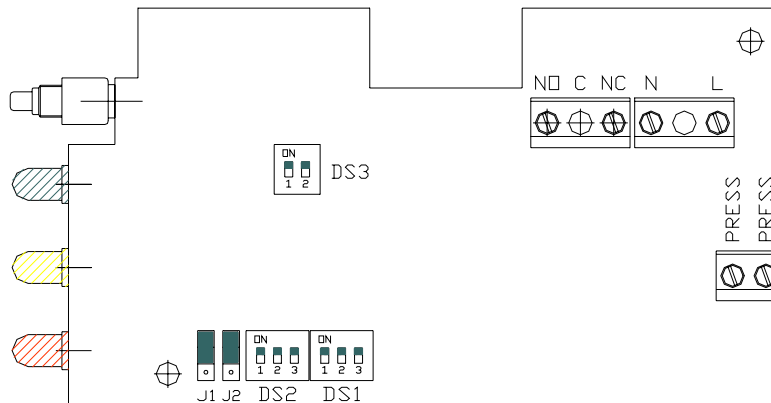 NO C NC N L
ON
1 2
DS3
PRESS
PRESS
ON
1 2 3
ON
1 2 3
J1 J2 DS2 DS1